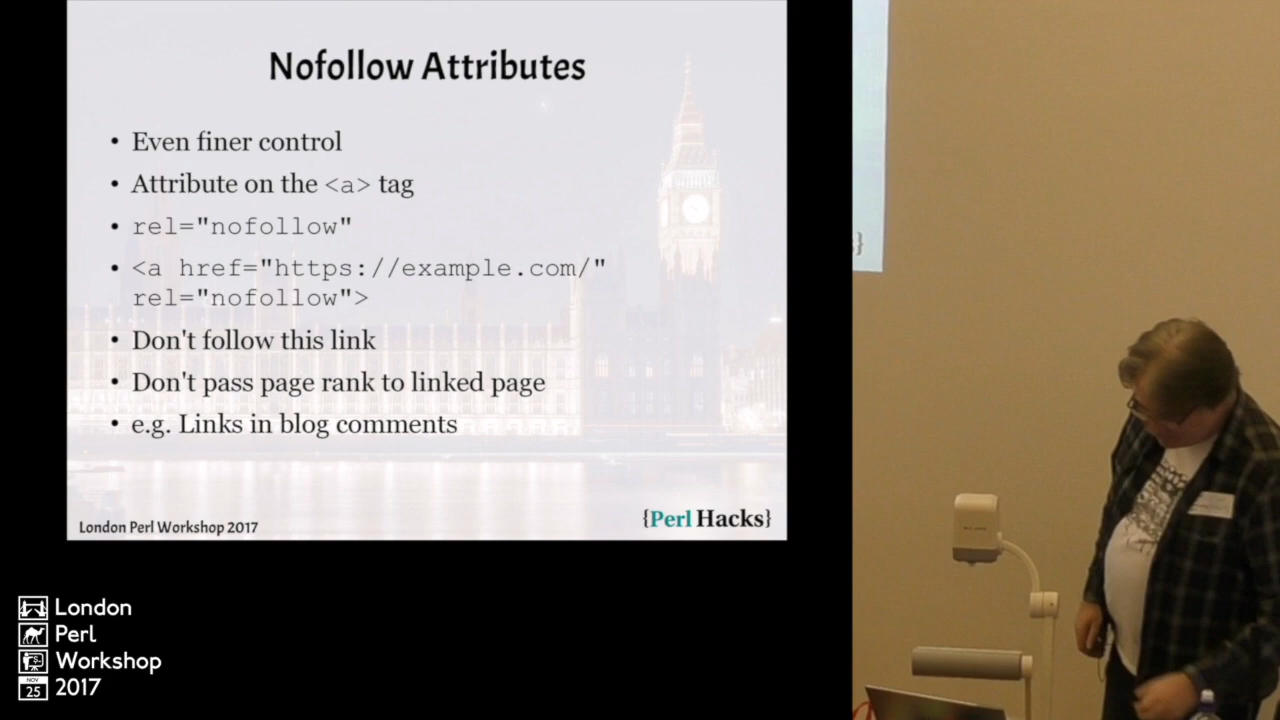 Nofollow Attributes
• Even finer control
• Attribute on the <a> tag
• rel="nofollow"
• <a href="https://example.com/"
rel="nofollow">
• Don't follow this link
• Don't pass page rank to linked page
• e.g. Links in blog comments
London Perl Workshop 2017
{Perl Hacks}
London
Perl
Workshop
NOV
25
2017